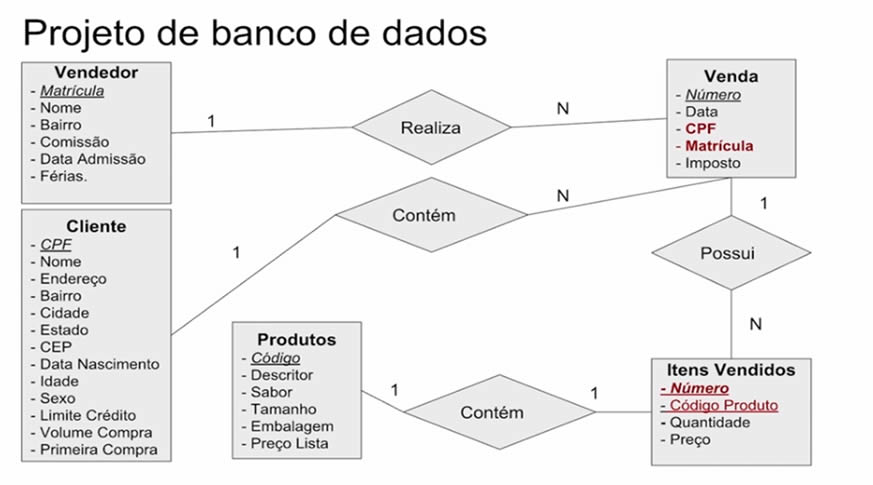 Projeto de banco de dados
Vendedor
- Matrícula
- Nome
- Bairro
- Comissão
- Data Admissão
- Férias.
1
Realiza
N
Venda
- Número
- Data
- CPF
- Matrícula
- Imposto
Cliente
- CPF
- Nome
- Endereço
- Bairro
- Cidade
- Estado
- CEP
- Data Nascimento
- Idade
- Sexo
- Limite Crédito
- Volume Compra
- Primeira Compra
1
Contém
N
1
Possui
N
Produtos
- Código
- Descritor
- Sabor
- Tamanho
- Embalagem
- Preço Lista
1
Contém
1
Itens Vendidos
- Número
- Código Produto
- Quantidade
- Preço